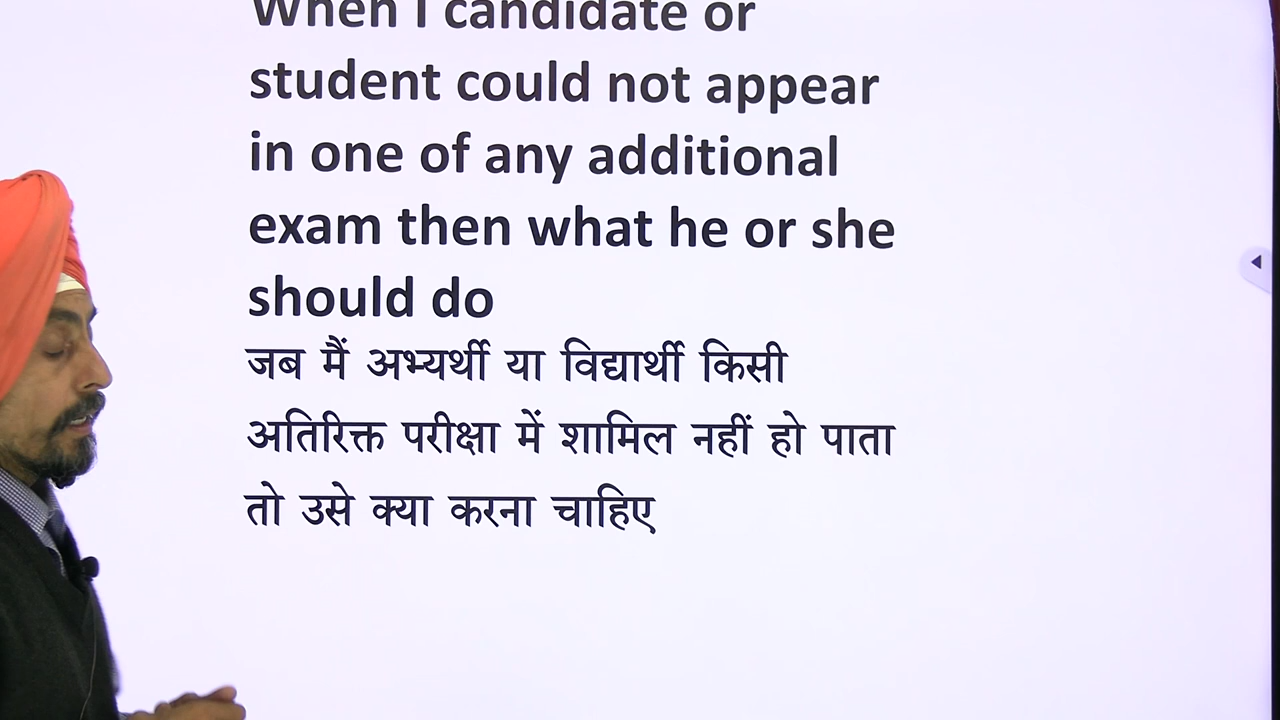 When I candidate or
student could not appear
in one of any additional
exam then what he or she
should do
जब मैं अभ्यर्थी या विद्यार्थी किसी
अतिरिक्त परीक्षा में शामिल नहीं हो पाता
तो उसे क्या करना चाहिए